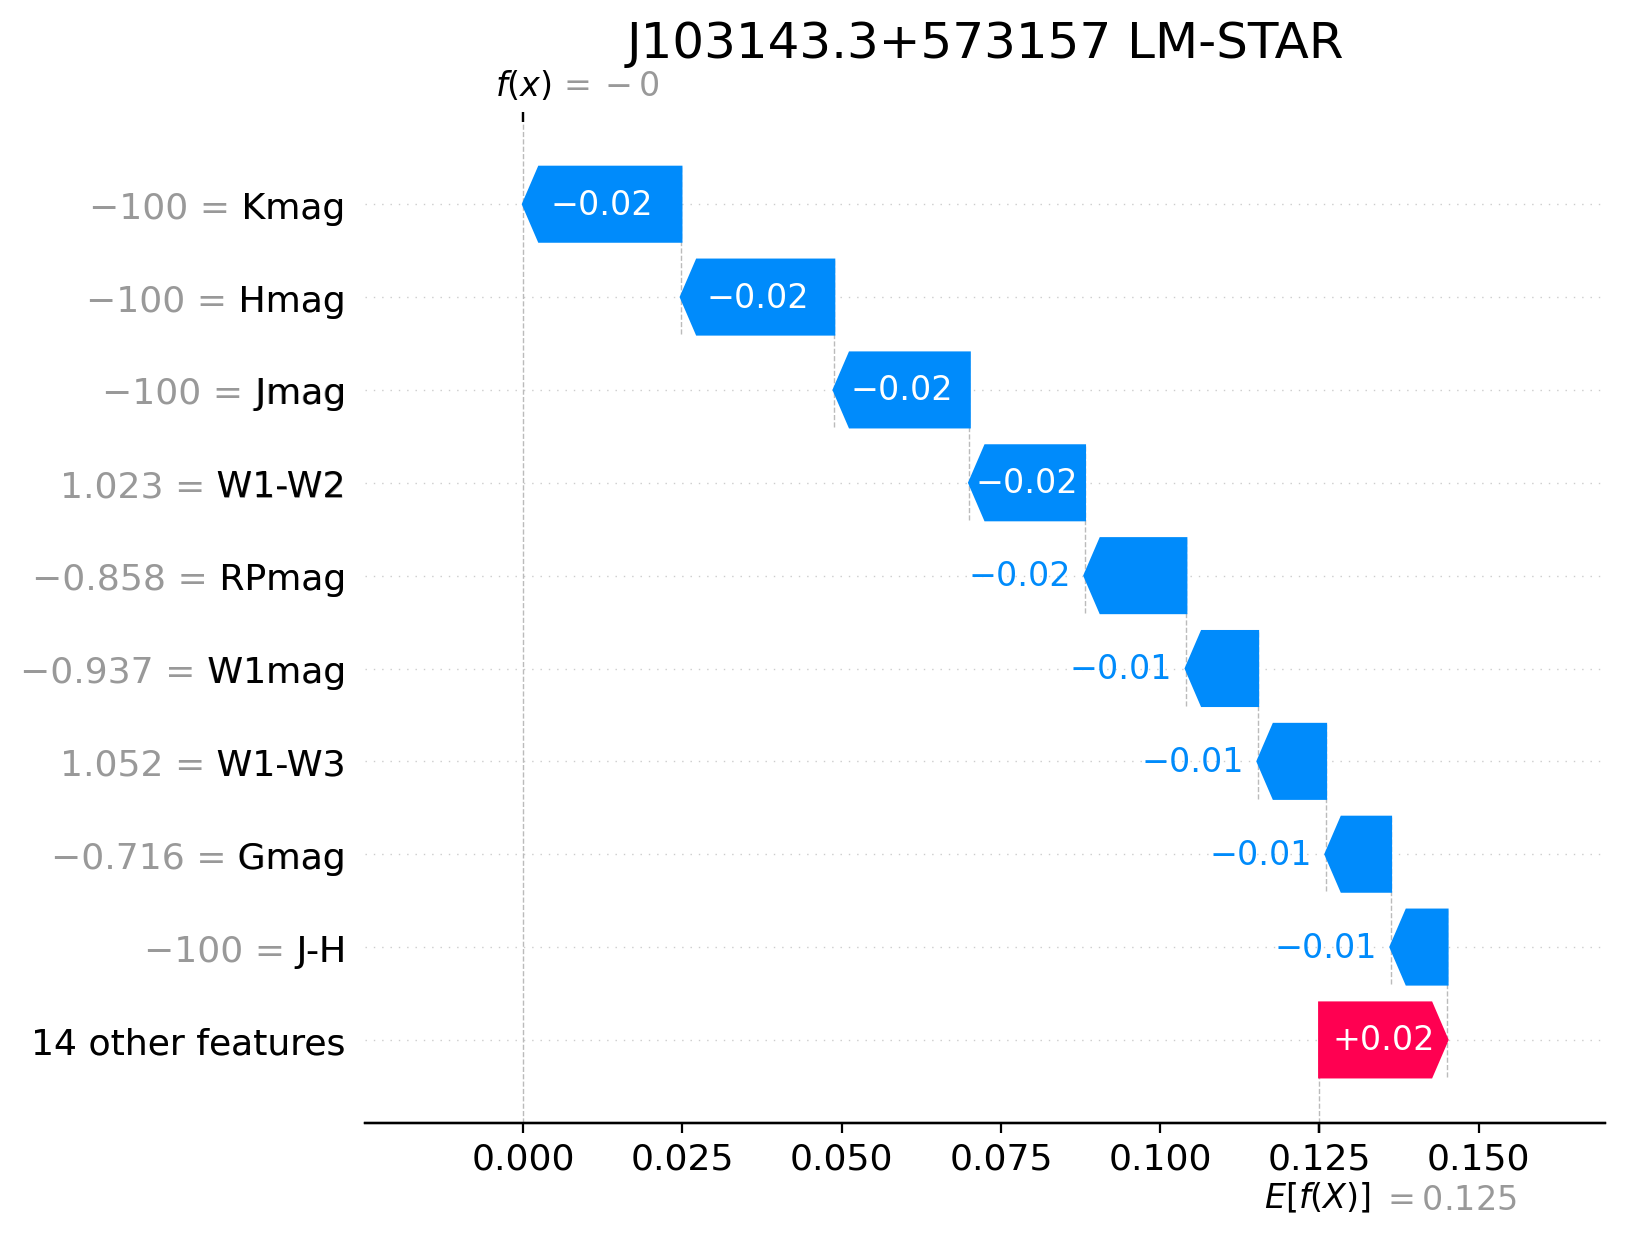 J103143.3+573157 LM-STAR
f(x) = −0
−100 = Kmag
−0.02
−100 = Hmag
−0.02
−100 = Jmag
−0.02
1.023 = W1-W2
−0.02
−0.858 = RPmag
−0.02
−0.937 = W1mag
−0.01
1.052 = W1-W3
−0.01
−0.716 = Gmag
−0.01
−100 = J-H
−0.01
14 other features
+0.02
0.000 0.025 0.050 0.075 0.100 0.125 0.150
E[f(X)] = 0.125